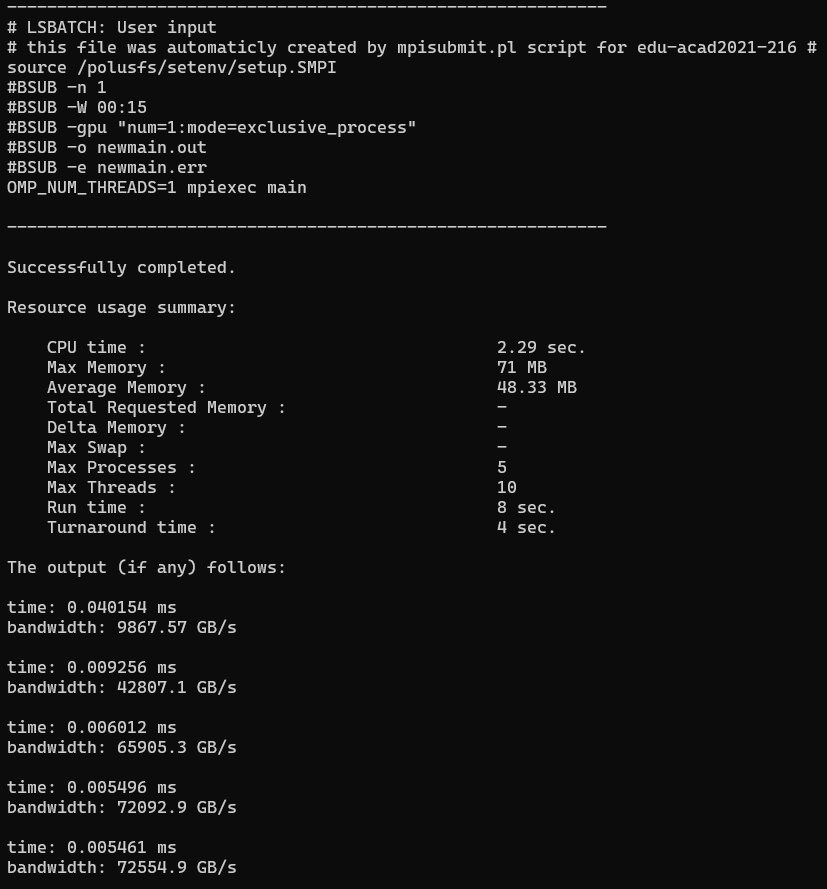 ------------------------------------------------------------
# LSBATCH: User input
# this file was automaticly created by mpisubmit.pl script for edu-acad2021-216 #
source /polusfs/setenv/setup.SMPI
#BSUB -n 1
#BSUB -W 00:15
#BSUB -gpu "num=1:mode=exclusive_process"
#BSUB -o newmain.out
#BSUB -e newmain.err
OMP_NUM_THREADS=1 mpiexec main
------------------------------------------------------------
Successfully completed.
Resource usage summary:
CPU time : 2.29 sec.
Max Memory : 71 MB
Average Memory : 48.33 MB
Total Requested Memory : -
Delta Memory : -
Max Swap : -
Max Processes : 5
Max Threads : 10
Run time : 8 sec.
Turnaround time : 4 sec.
The output (if any) follows:
time: 0.040154 ms
bandwidth: 9867.57 GB/s
time: 0.009256 ms
bandwidth: 42807.1 GB/s
time: 0.006012 ms
bandwidth: 65905.3 GB/s
time: 0.005496 ms
bandwidth: 72092.9 GB/s
time: 0.005461 ms
bandwidth: 72554.9 GB/s